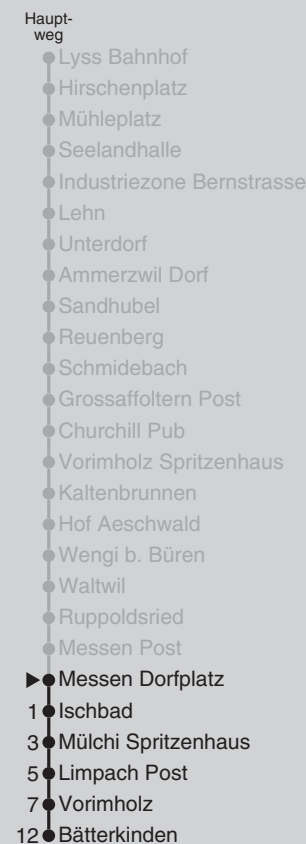 Haupt-
weg
Lyss Bahnhof
Hirschenplatz
Mühleplatz
Seelandhalle
Industriezone Bernstrasse
Lehn
Unterdorf
Ammerzwil Dorf
Sandhubel
Reuenberg
Schmidebach
Grossaffoltern Post
Churchill Pub
Vorimholz Spritzenhaus
Kaltenbrunnen
Hof Aeschwald
Wengi b. Büren
Waltwil
Ruppoldsried
Messen Post
Messen Dorfplatz
1 Ischbad
3 Mülchi Spritzenhaus
5 Limpach Post
7 Vorimholz
12 Bätterkinden